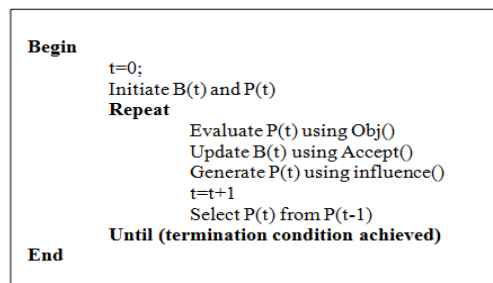 Begin
t=0;
Initiate B(t) and P(t)
Repeat
Evaluate P(t) using Obj()
Update B(t) using Accept()
Generate P(t) using influence()
t=t+1
Select P(t) from P(t-1)
Until (termination condition achieved)
End